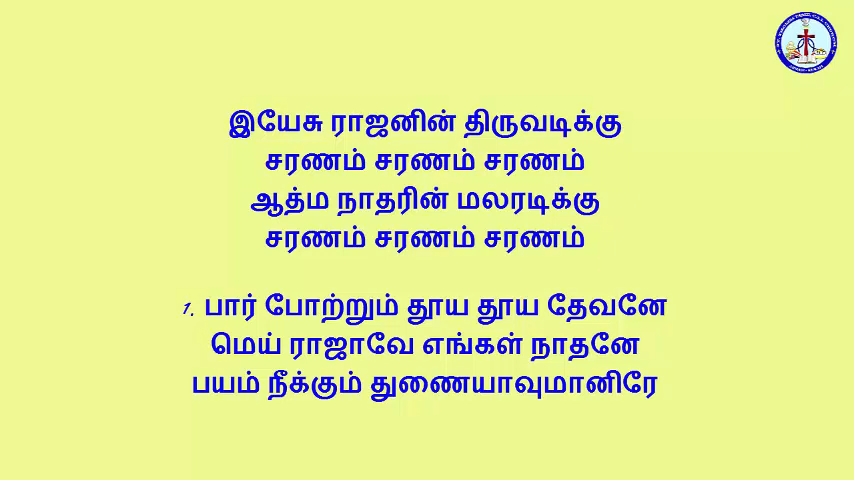 இயேசு ராஜனின் திருவடிக்கு
சரணம் சரணம் சரணம்
ஆத்ம நாதரின் மலரடிக்கு
சரணம் சரணம் சரணம்
1. பார் போற்றும் தூய தூய தேவனே
மெய் ராஜாவே எங்கள் நாதனே
பயம் நீக்கும் துணையாவுமானிரே